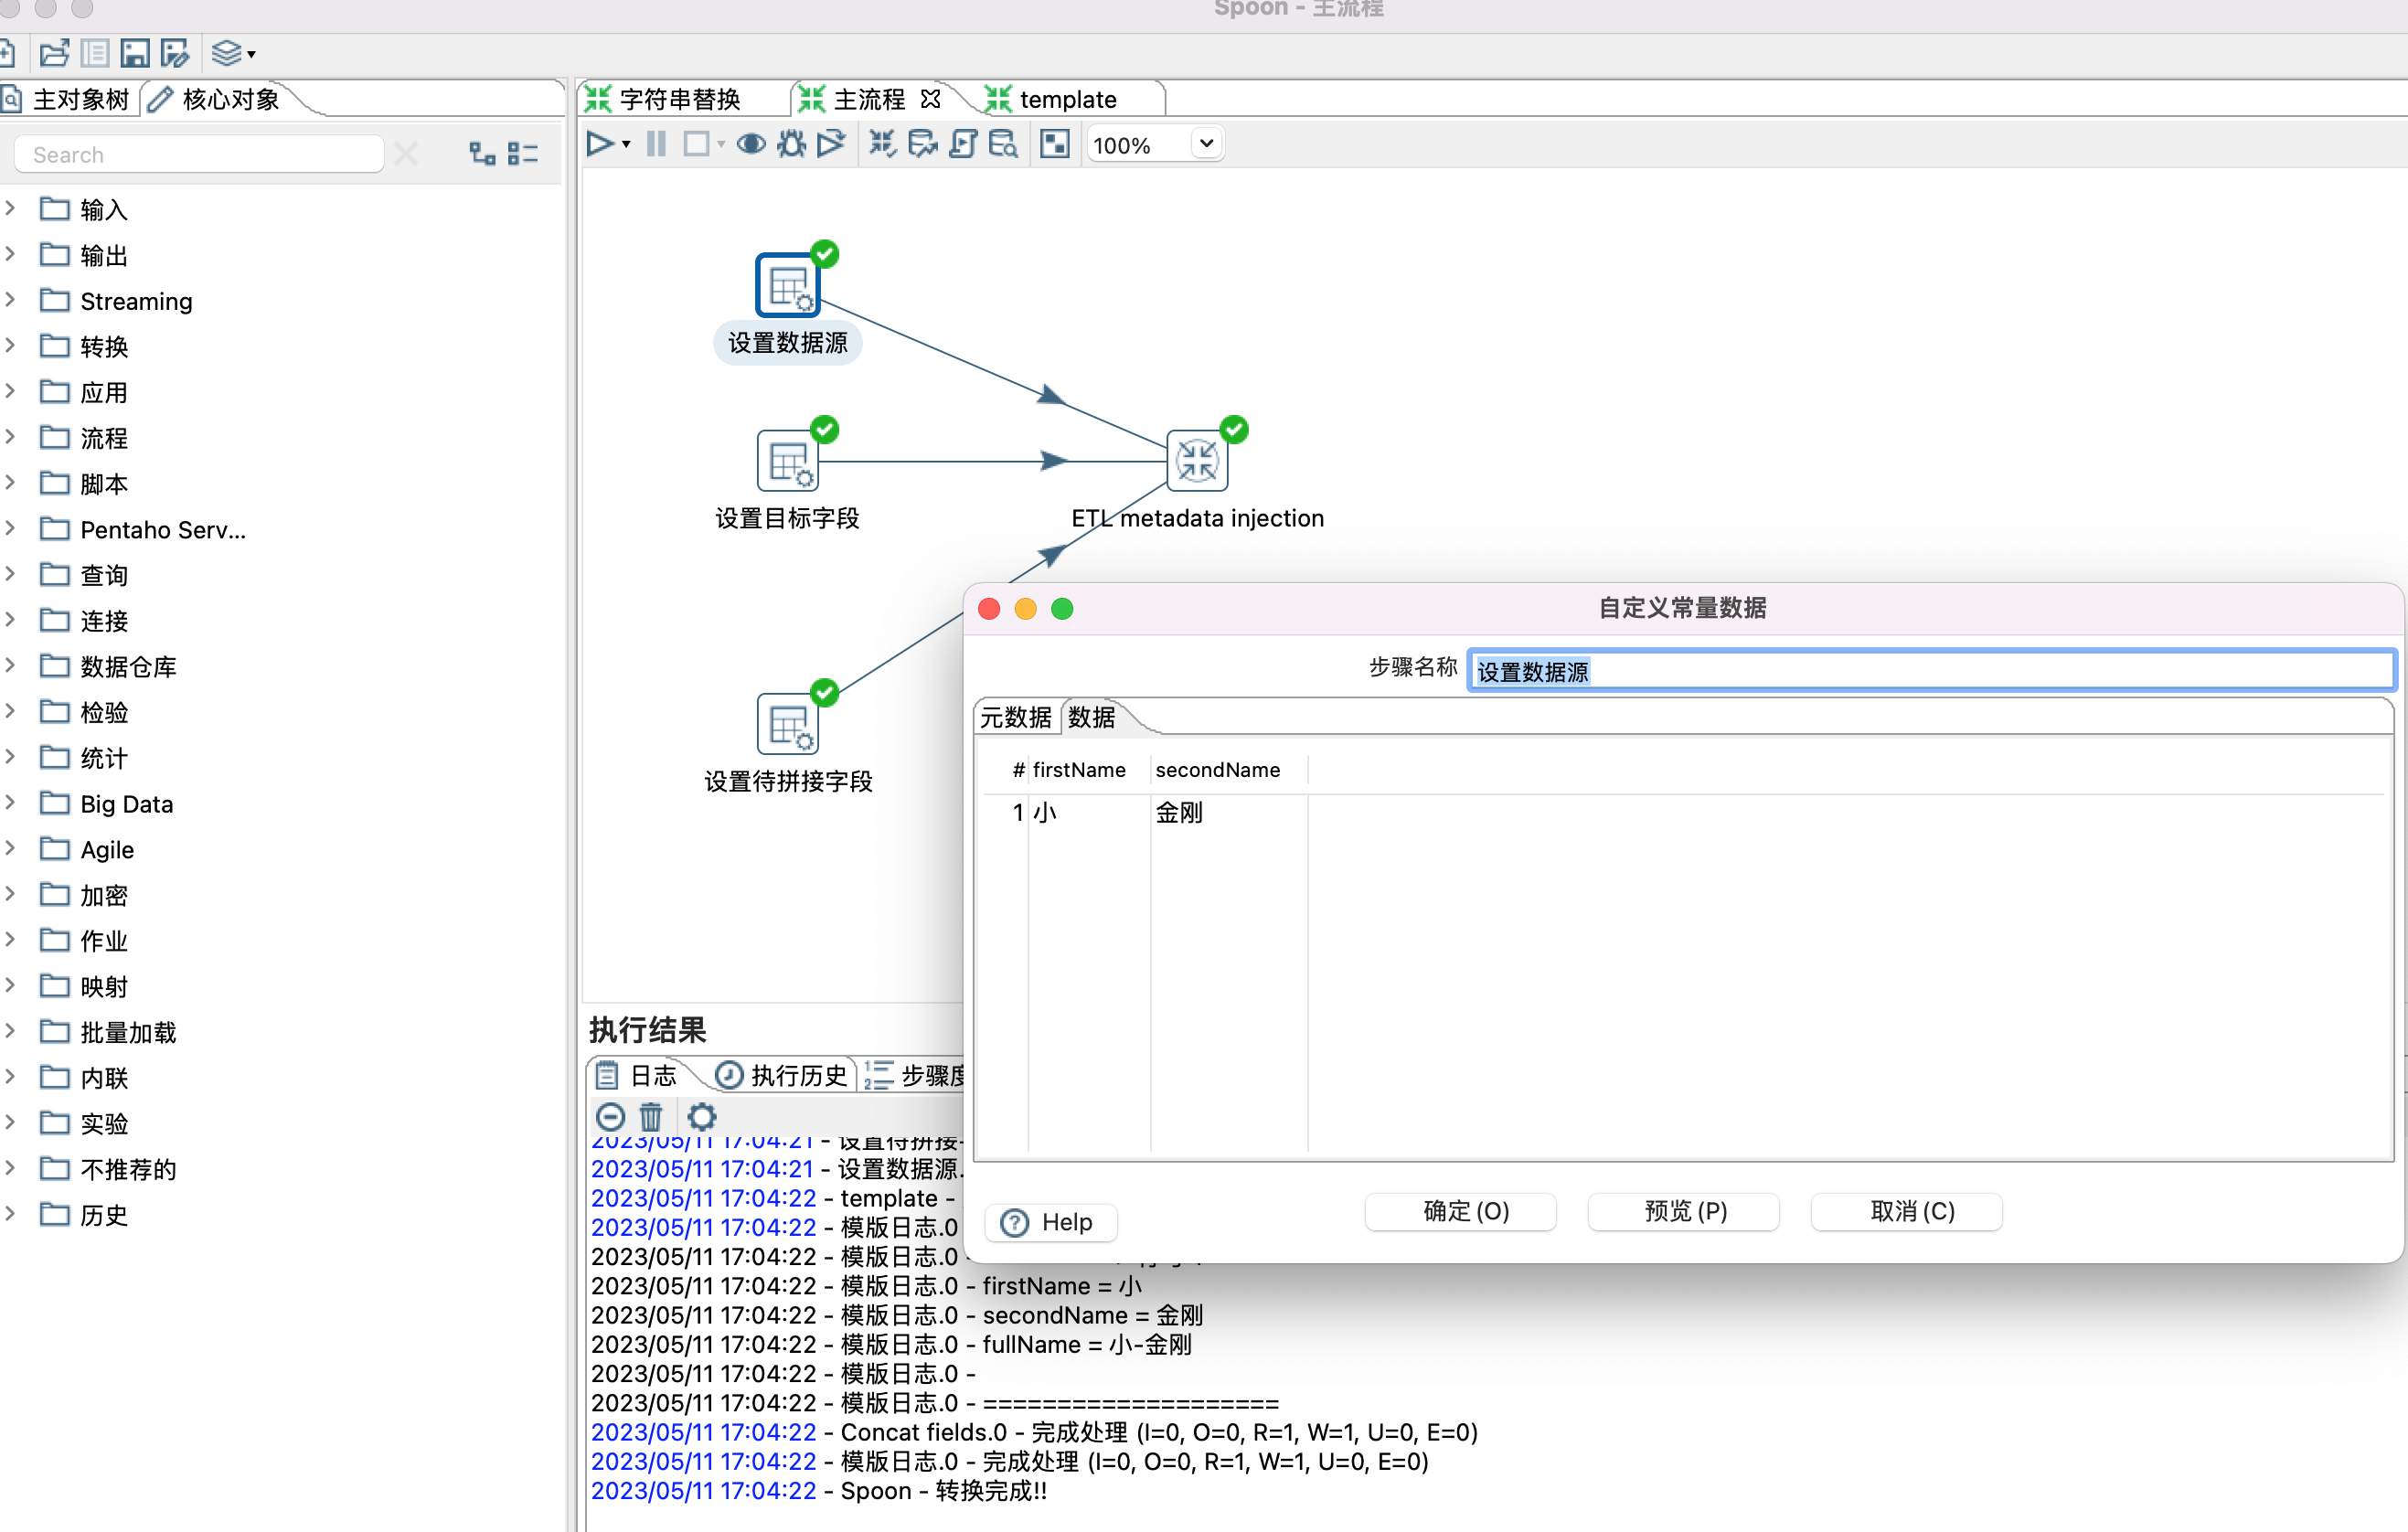 Spoon - 主流程
主对象树
核心对象
Search
输入
输出
Streaming
转换
应用
流程
脚本
Pentaho Serv...
查询
连接
数据仓库
检验
统计
Big Data
Agile
加密
作业
映射
批量加载
内联
实验
不推荐的
历史
字符串替换
主流程
template
100%
设置数据源
设置目标字段
ETL metadata injection
设置待拼接字段
自定义常量数据
步骤名称 设置数据源
元数据 数据
# firstName secondName
1 小 金刚
Help
确定 (O)
预览 (P)
取消 (C)
执行结果
日志
执行历史
步骤度
2023/05/11 17:04:21 - 设置待拼接
2023/05/11 17:04:21 - 设置数据源.
2023/05/11 17:04:22 - template -
2023/05/11 17:04:22 - 模版日志.0
2023/05/11 17:04:22 - 模版日志.0 -
2023/05/11 17:04:22 - 模版日志.0 - firstName = 小
2023/05/11 17:04:22 - 模版日志.0 - secondName = 金刚
2023/05/11 17:04:22 - 模版日志.0 - fullName = 小-金刚
2023/05/11 17:04:22 - 模版日志.0 -
2023/05/11 17:04:22 - 模版日志.0 - ====================
2023/05/11 17:04:22 - Concat fields.0 - 完成处理 (I=0, O=0, R=1, W=1, U=0, E=0)
2023/05/11 17:04:22 - 模版日志.0 - 完成处理 (I=0, O=0, R=1, W=1, U=0, E=0)
2023/05/11 17:04:22 - Spoon - 转换完成!!